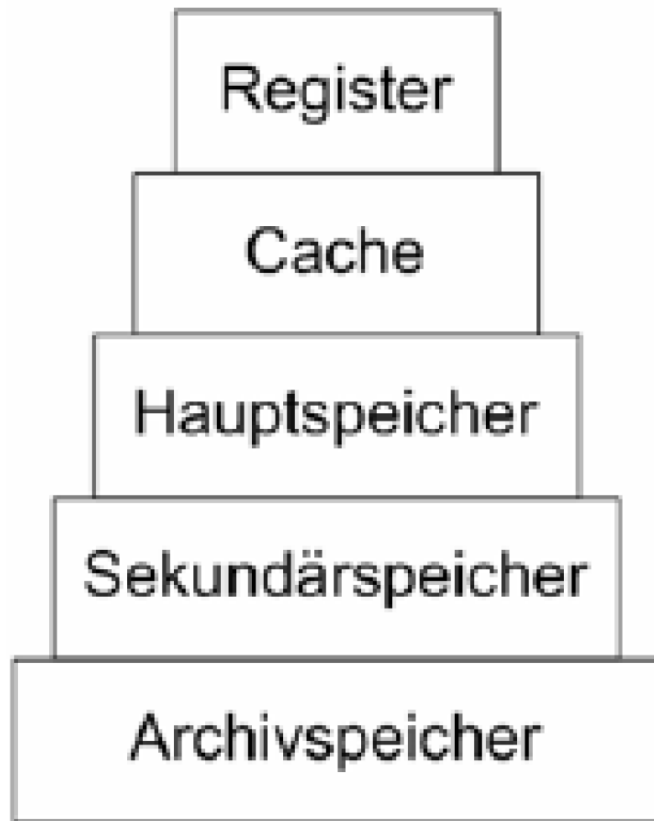 Register
Cache
Hauptspeicher
Sekundärspeicher
Archivspeicher